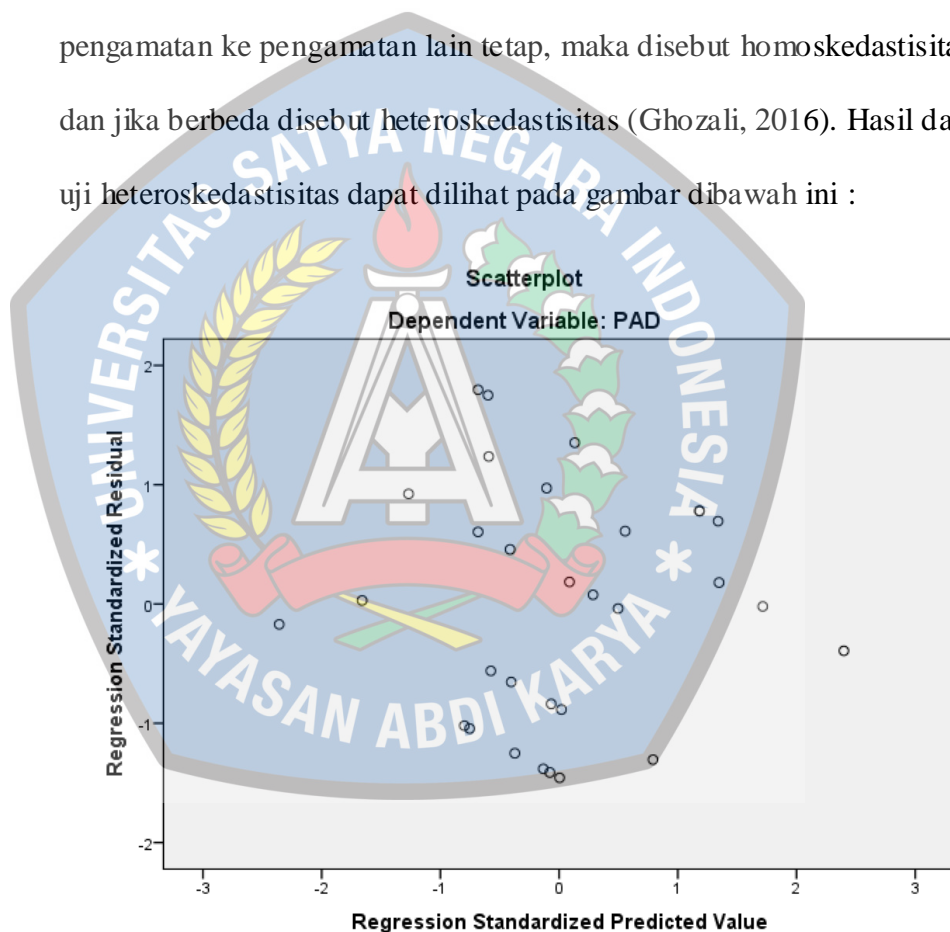 pengamatan ke pengamatan lain tetap, maka disebut homoskedastisita
dan jika berbeda disebut heteroskedastisitas (Ghozali, 2016). Hasil da
uji heteroskedastisitas dapat dilihat pada gambar dibawah ini :
UNIVERSITAS SATYA NEGARA INDONESIA
YAYASAN ABDI KARYA
Scatterplot
Dependent Variable: PAD
Regression Standardized Residual
2
1
0
-1
-2
-3 -2 -1 0 1 2 3
Regression Standardized Predicted Value